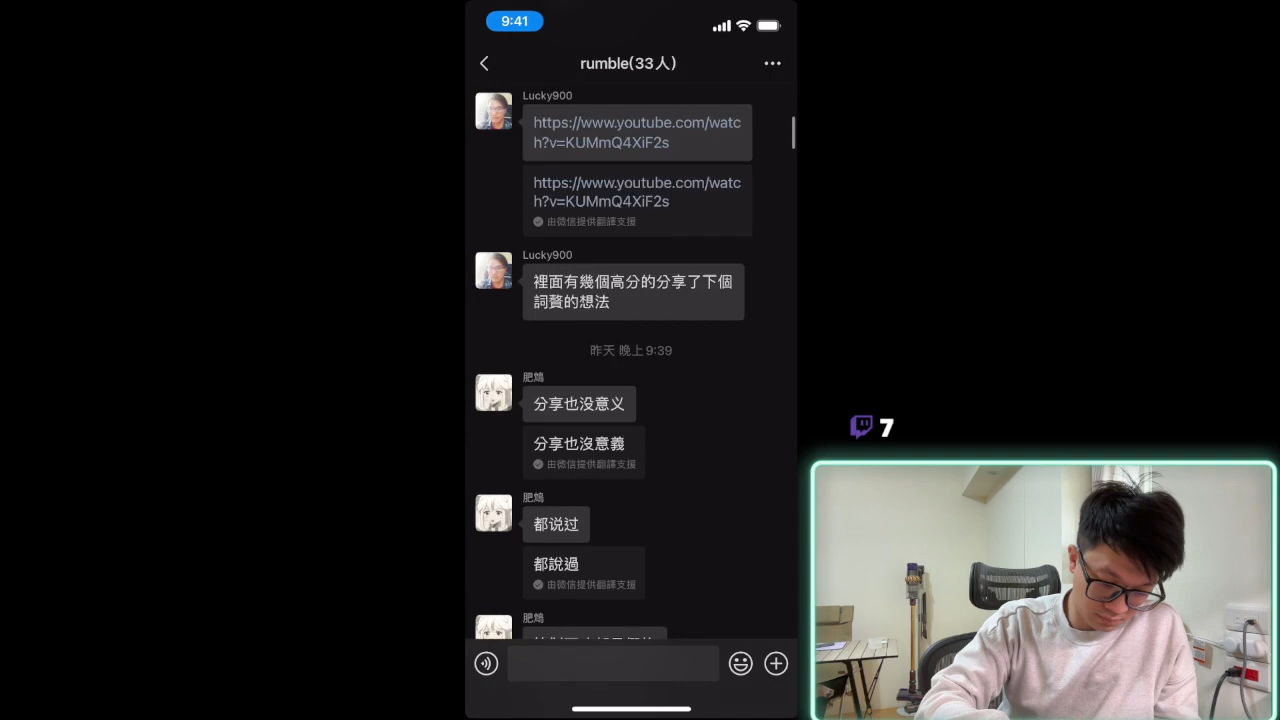 9:41
rumble(33人)
Lucky900
https://www.youtube.com/watc
h?v=KUMmQ4XiF2s
https://www.youtube.com/watc
h?v=KUMmQ4XiF2s
由微信提供翻譯支援
Lucky900
裡面有幾個高分的分享了下個
詞贅的想法
昨天 晚上 9:39
肥鴆
分享也没意义
分享也沒意義
由微信提供翻譯支援
肥鴆
都说过
都說過
由微信提供翻譯支援
肥鴆
7